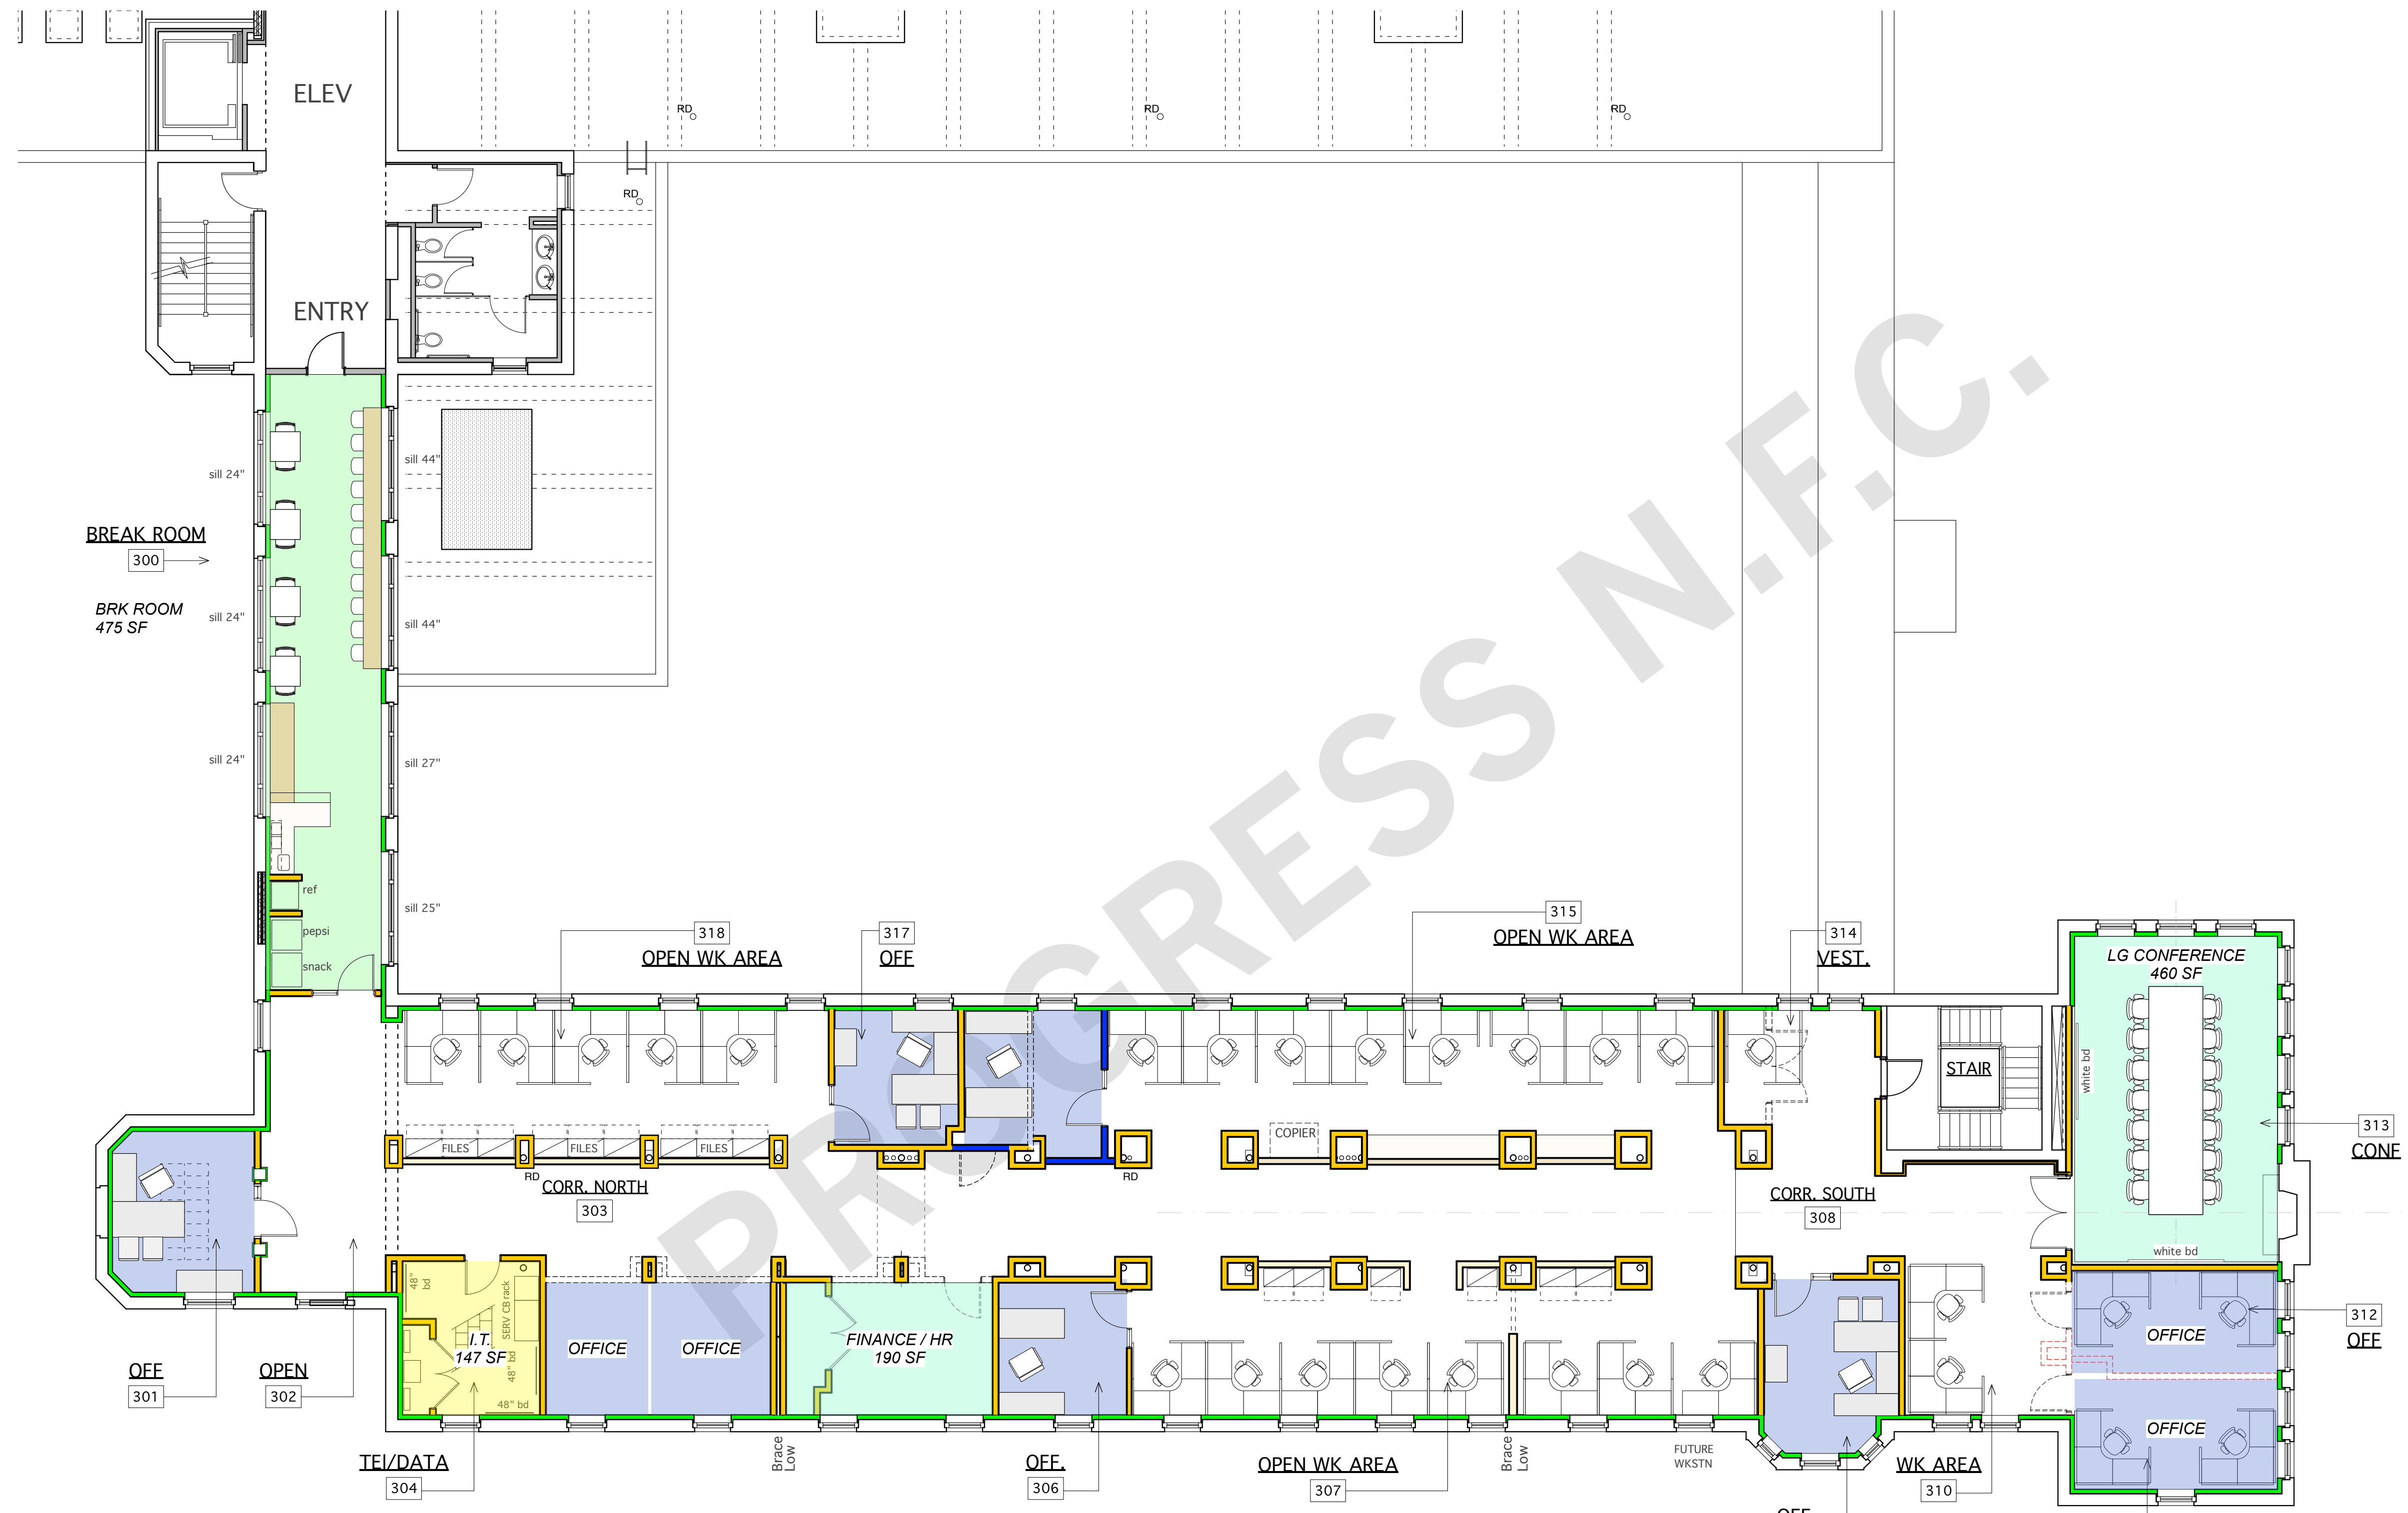 ELEV
RD
RD
RD
RD
ENTRY
sill 44"
sill 24"
BREAK ROOM
300
BRK ROOM
475 SF
sill 24"
sill 44"
sill 24"
sill 27"
ref
pepsi
snack
sill 25"
318
OPEN WK AREA
317
OFF
315
OPEN WK AREA
314
VEST.
LG CONFERENCE
460 SF
white bd
STAIR
313
CONF
FILES
FILES
FILES
COPIER
RD
RD
CORR. NORTH
303
CORR. SOUTH
308
white bd
48" bd
SERV CB rack
I.T.
147 SF
48" bd
48" bd
OFFICE
OFFICE
FINANCE / HR
190 SF
OFFICE
312
OFF
OFF
301
OPEN
302
OFFICE
TEI/DATA
304
Brace
Low
OFF.
306
OPEN WK AREA
307
Brace
Low
FUTURE
WKSTN
WK AREA
310
PROGRESS N.F.C.